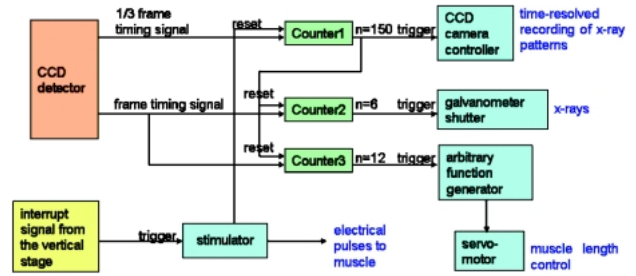 1/3 frame
timing signal
reset
Counter1
n=150 trigger
CCD
camera
controller
time-resolved
recording of x-ray
patterns
CCD
detector
frame timing signal
reset
Counter2
n=6 trigger
galvanometer
shutter
x-rays
reset
Counter3
n=12 trigger
arbitrary
function
generator
interrupt
signal from
the vertical
stage
trigger
stimulator
electrical
pulses to
muscle
servo-
motor
muscle length
control